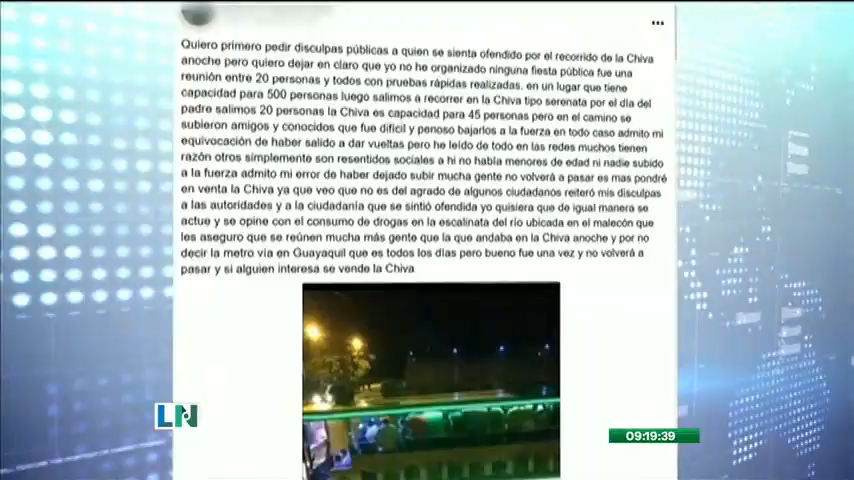 Quiero primero pedir disculpas públicas a quien se sienta ofendido por el recorrido de la Chiva
anoche pero quiero dejar en claro que yo no he organizado ninguna fiesta pública fue una
reunión entre 20 personas y todos con pruebas rápidas realizadas. en un lugar que tiene
capacidad para 500 personas luego salimos a recorrer en la Chiva tipo serenata por el día del
padre salimos 20 personas la Chiva es capacidad para 45 personas pero en el camino se
subieron amigos y conocidos que fue difícil y penoso bajarlos a la fuerza en todo caso admito mi
equivocación de haber salido a dar vueltas pero he leído de todo en las redes muchos tienen
razón otros simplemente son resentidos sociales a hi no había menores de edad ni nadie subido
a la fuerza admito mi error de haber dejado subir mucha gente no volverá a pasar es mas pondré
en venta la Chiva ya que veo que no es del agrado de algunos ciudadanos reiteró mis disculpas
a las autoridades y a la ciudadanía que se sintió ofendida yo quisiera que de igual manera se
actue y se opine con el consumo de drogas en la escalinata del río ubicada en el malecón que
les aseguro que se reúnen mucha más gente que la que andaba en la Chiva anoche y por no
decir la metro vía en Guayaquil que es todos los días pero bueno fue una vez y no volverá a
pasar y si alguien interesa se vende la Chiva
LN
09:19:39